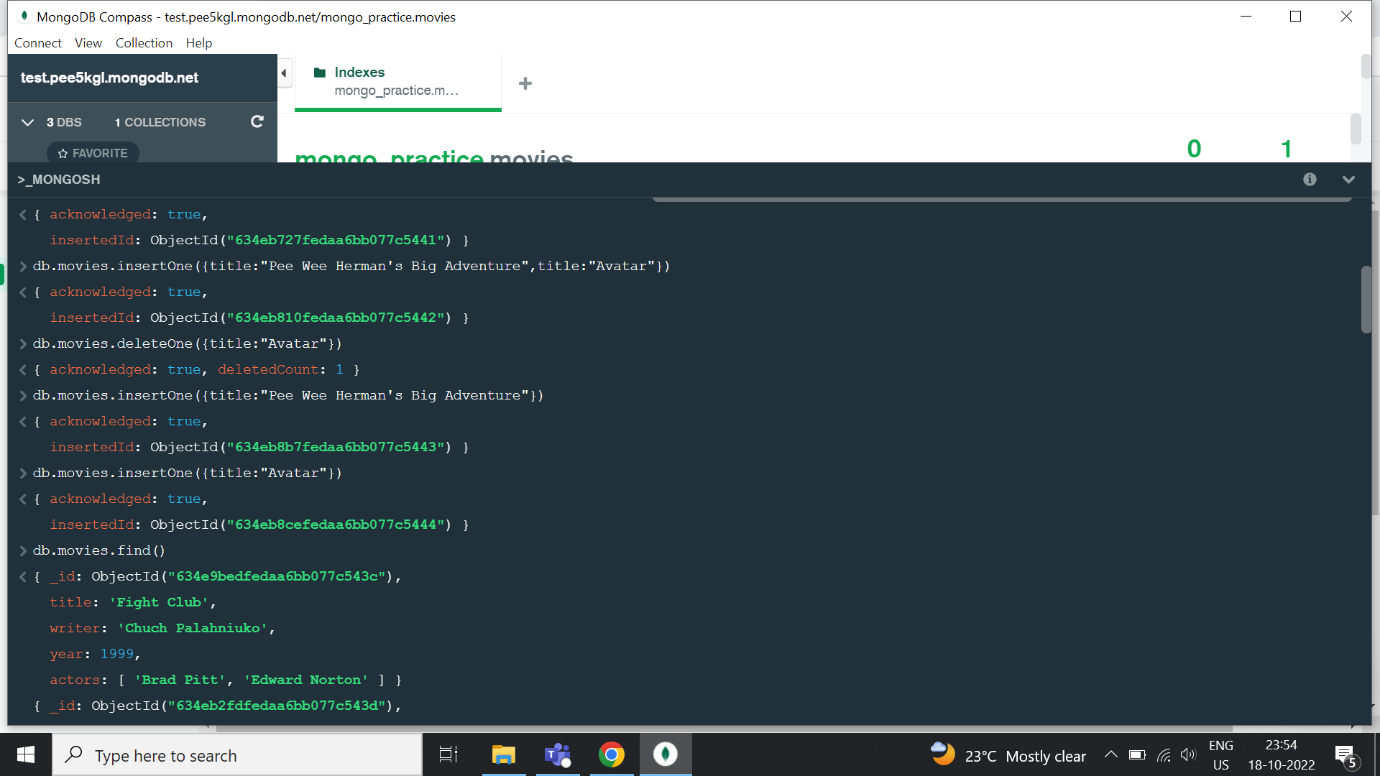 MongoDB Compass - test.pee5kgl.mongodb.net/mongo_practice.movies
Connect View Collection Help
test.pee5kgl.mongodb.net
Indexes
mongo_practice.m...
3 DBS 1 COLLECTIONS
FAVORITE
mongo_practice.movies
0 1
>_MONGOSH
< { acknowledged: true,
insertedId: ObjectId("634eb727fedaa6bb077c5441") }
> db.movies.insertOne({title:"Pee Wee Herman's Big Adventure",title:"Avatar"})
< { acknowledged: true,
insertedId: ObjectId("634eb810fedaa6bb077c5442") }
> db.movies.deleteOne({title:"Avatar"})
< { acknowledged: true, deletedCount: 1 }
> db.movies.insertOne({title:"Pee Wee Herman's Big Adventure"})
< { acknowledged: true,
insertedId: ObjectId("634eb8b7fedaa6bb077c5443") }
> db.movies.insertOne({title:"Avatar"})
< { acknowledged: true,
insertedId: ObjectId("634eb8cefedaa6bb077c5444") }
> db.movies.find()
< { _id: ObjectId("634e9bedfedaa6bb077c543c"),
title: 'Fight Club',
writer: 'Chuch Palahniuko',
year: 1999,
actors: [ 'Brad Pitt', 'Edward Norton' ] }
{ _id: ObjectId("634eb2fdfedaa6bb077c543d"),
Type here to search
23°C Mostly clear
ENG
US
23:54
18-10-2022
5